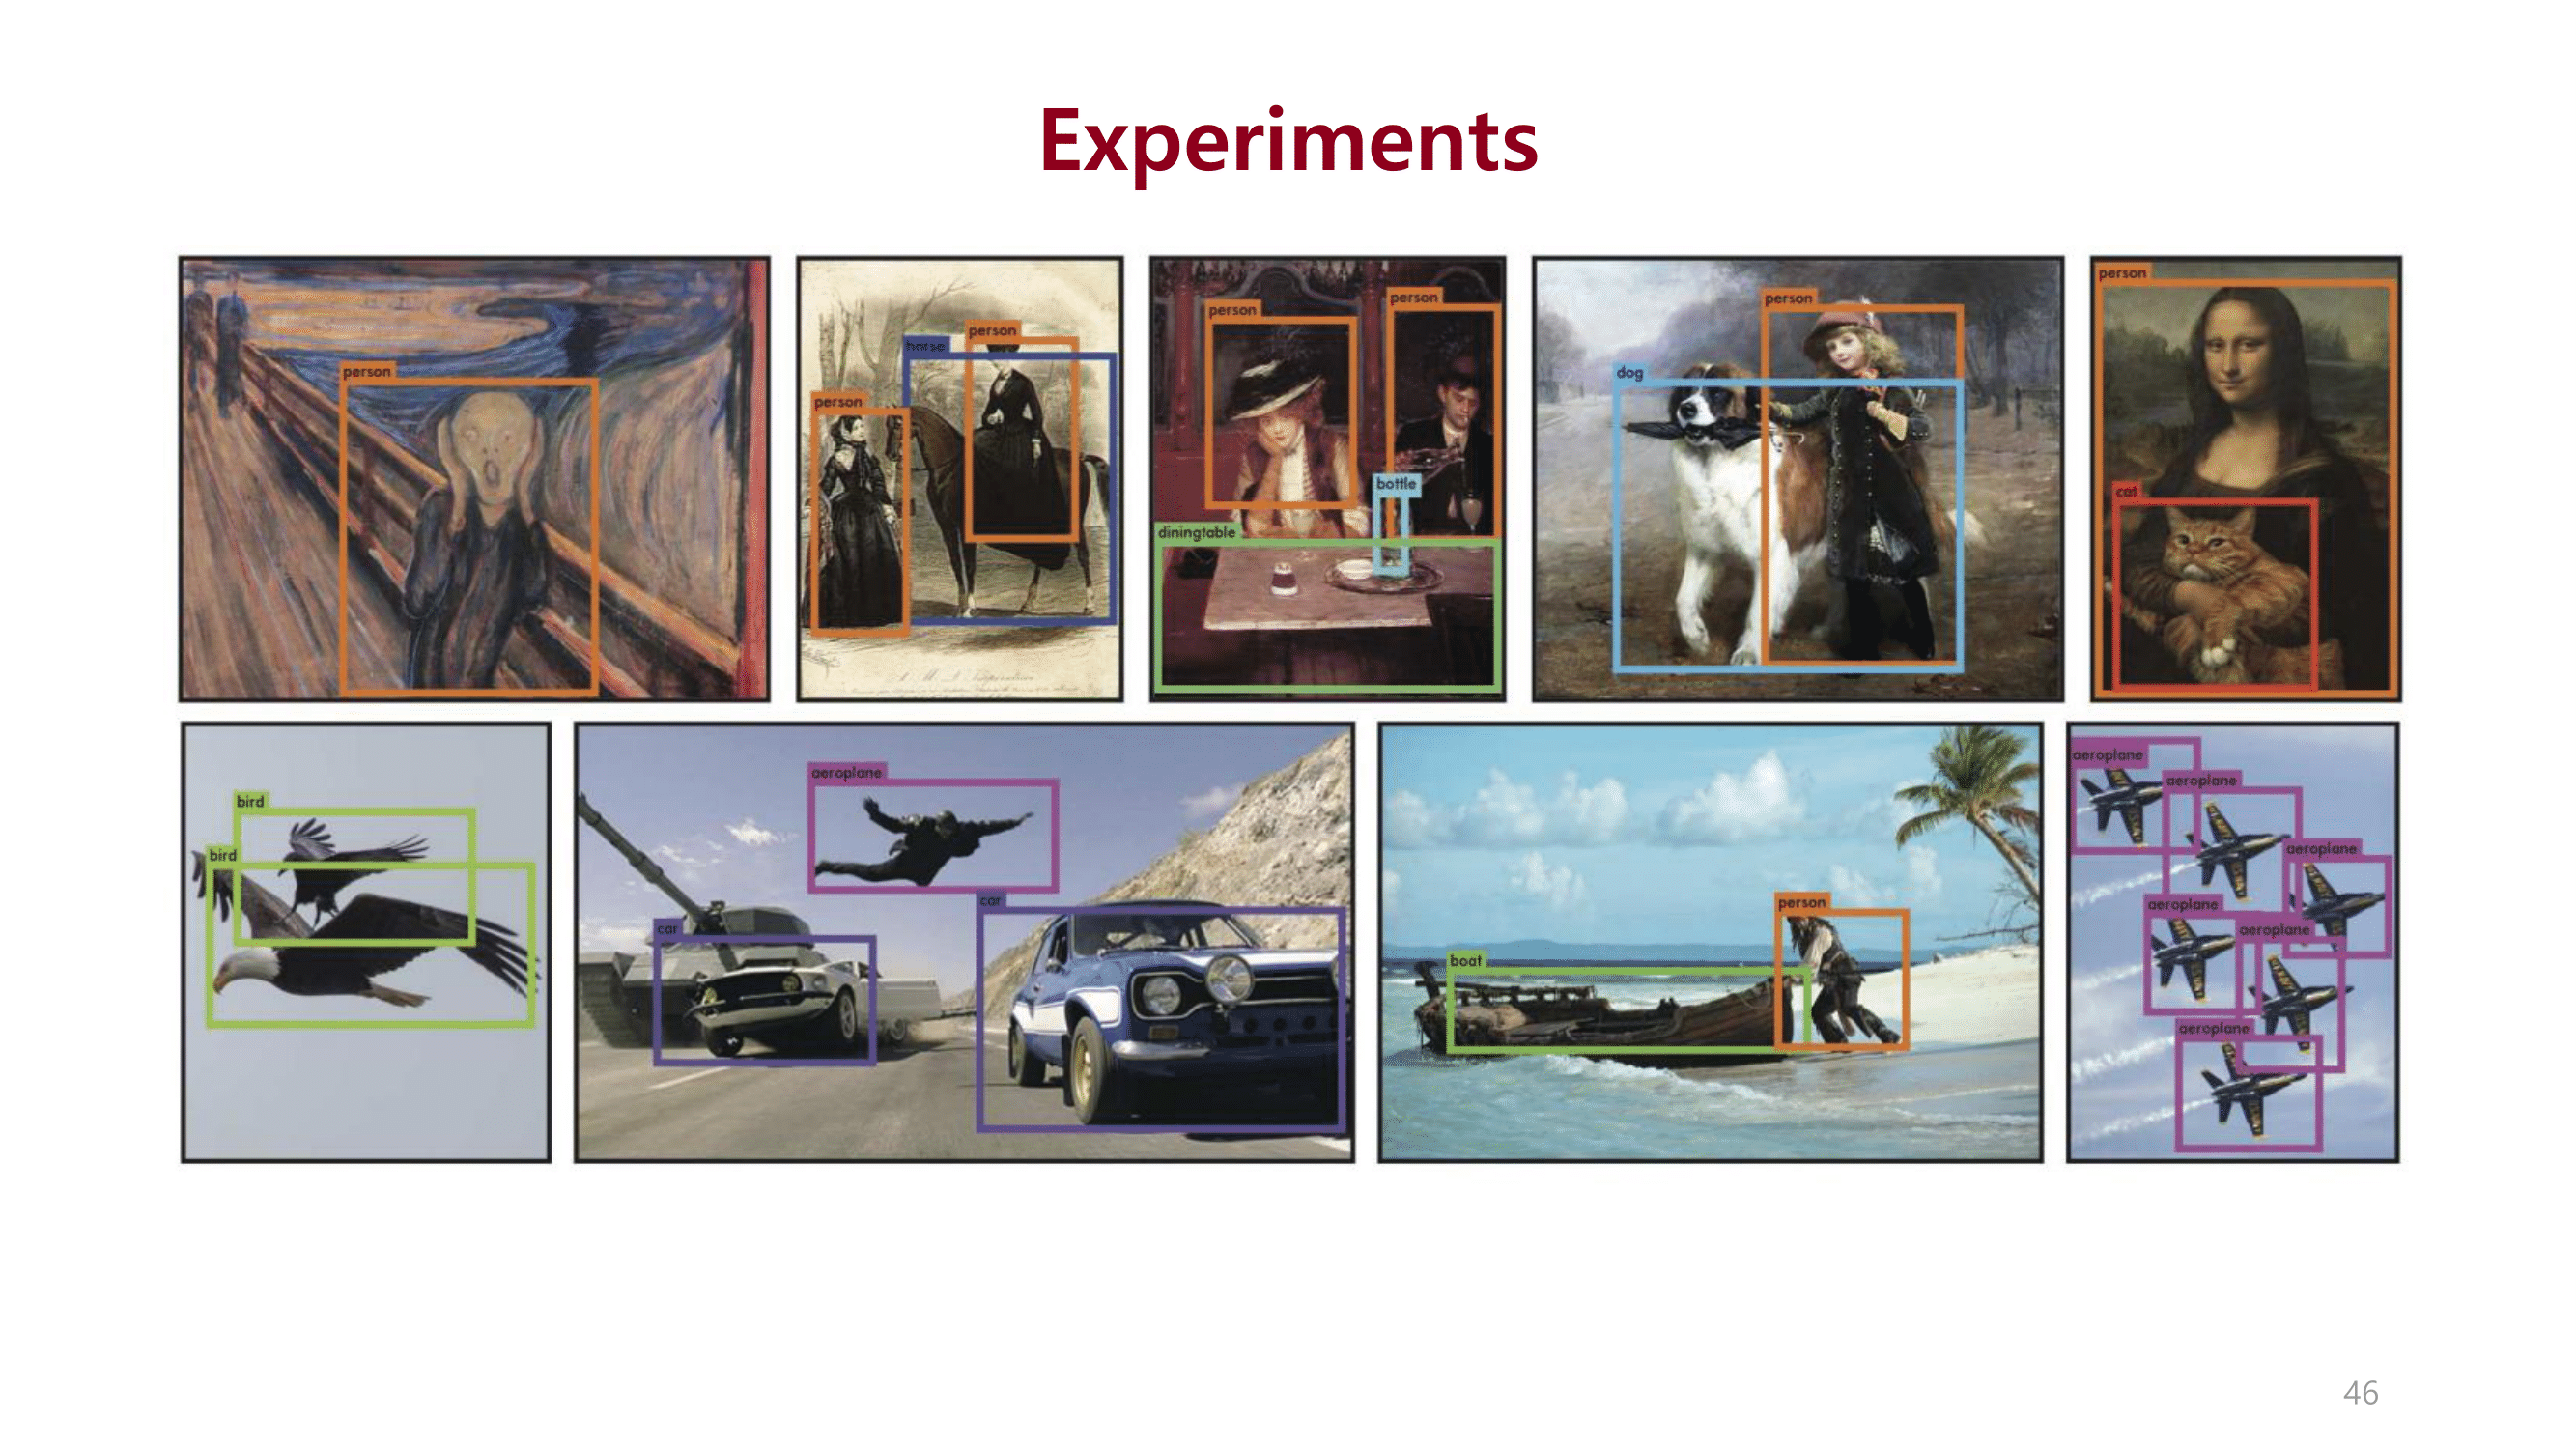 Experiments
person
person
horse
person
person
person
bottle
diningtable
person
dog
person
cat
bird
bird
aeroplane
car
car
person
boat
aeroplane
aeroplane
aeroplane
aeroplane
aeroplane
aeroplane
46